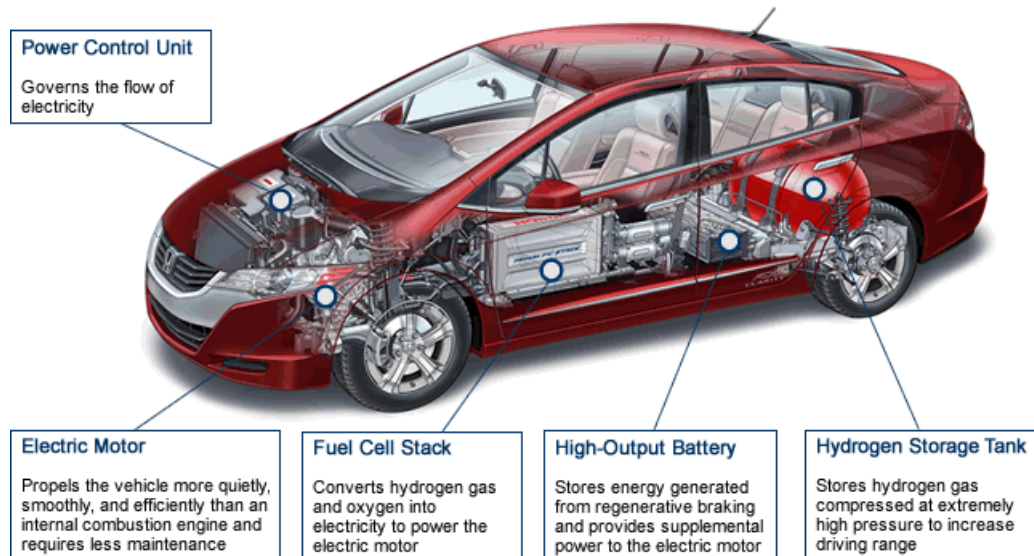 Power Control Unit
Governs the flow of
electricity
Electric Motor
Propels the vehicle more quietly,
smoothly, and efficiently than an
internal combustion engine and
requires less maintenance
Fuel Cell Stack
Converts hydrogen gas
and oxygen into
electricity to power the
electric motor
High-Output Battery
Stores energy generated
from regenerative braking
and provides supplemental
power to the electric motor
Hydrogen Storage Tank
Stores hydrogen gas
compressed at extremely
high pressure to increase
driving range
CLARITY